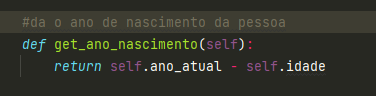 #da o ano de nascimento da pessoa
def get_ano_nascimento(self):
    return self.ano_atual - self.idade